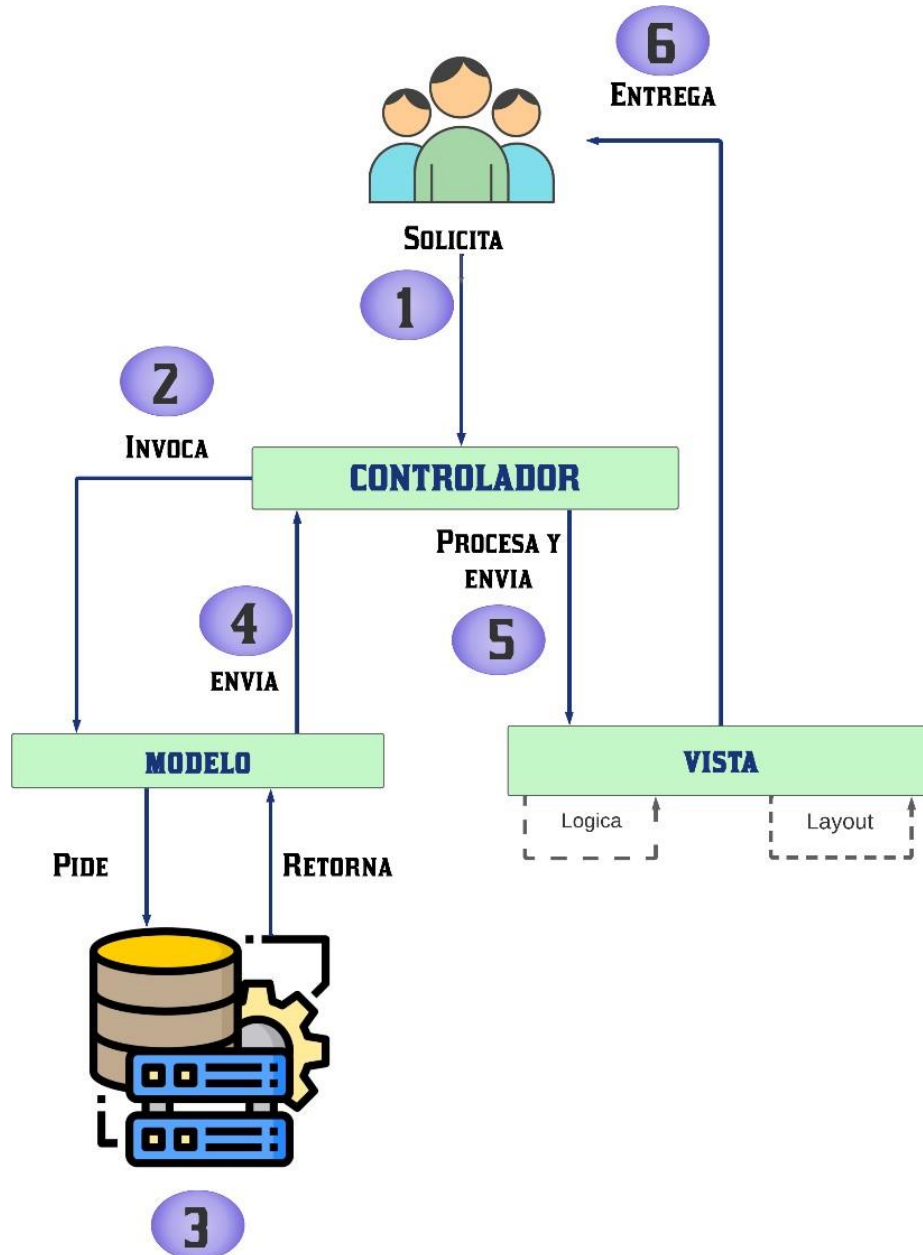 6
ENTREGA
SOLICITA
1
2
INVOCA
CONTROLADOR
PROCESA Y
ENVIA
5
4
ENVIA
MODELO
VISTA
Logica
Layout
PIDE
RETORNA
3